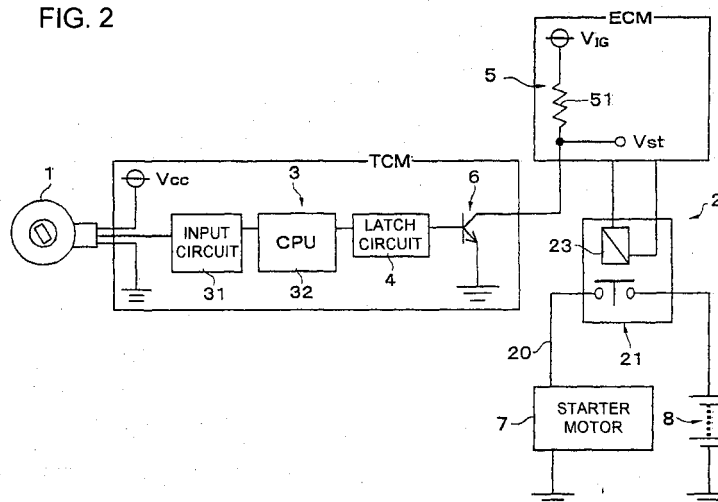 FIG. 2
ECM
VIG
5
51
Vst
TCM
1
Vcc
3
6
2
INPUT
CIRCUIT
CPU
LATCH
CIRCUIT
23
31
32
4
20
21
7
STARTER
MOTOR
8